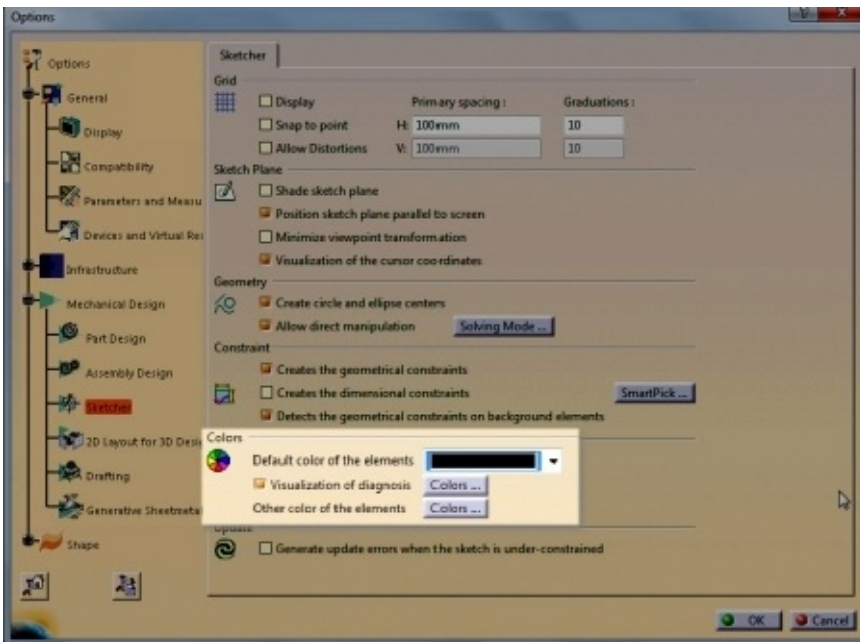 Options
Options
General
Display
Compatibility
Parameters and Measu
Devices and Virtual Res
Infrastructure
Mechanical Design
Part Design
Assembly Design
Sketcher
2D Layout for 3D Desig
Drafting
Generative Sheetmeta
Shape
Sketcher
Grid
Display Primary spacing : Graduations :
Snap to point H: 100mm 10
Allow Distortions V: 100mm 10
Sketch Plane
Shade sketch plane
Position sketch plane parallel to screen
Minimize viewpoint transformation
Visualization of the cursor coordinates
Geometry
Create circle and ellipse centers
Allow direct manipulation Solving Mode ...
Constraint
Creates the geometrical constraints
Creates the dimensional constraints SmartPick ...
Detects the geometrical constraints on background elements
Colors
Default color of the elements
Visualization of diagnosis Colors ...
Other color of the elements Colors ...
Update
Generate update errors when the sketch is under-constrained
OK Cancel